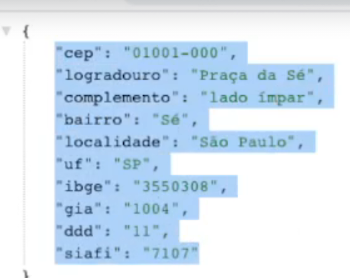 {
"cep": "01001-000",
"logradouro": "Praça da Sé",
"complemento": "lado ímpar",
"bairro": "Sé",
"localidade": "São Paulo",
"uf": "SP",
"ibge": "3550308",
"gia": "1004",
"ddd": "11",
"siafi": "7107"
}